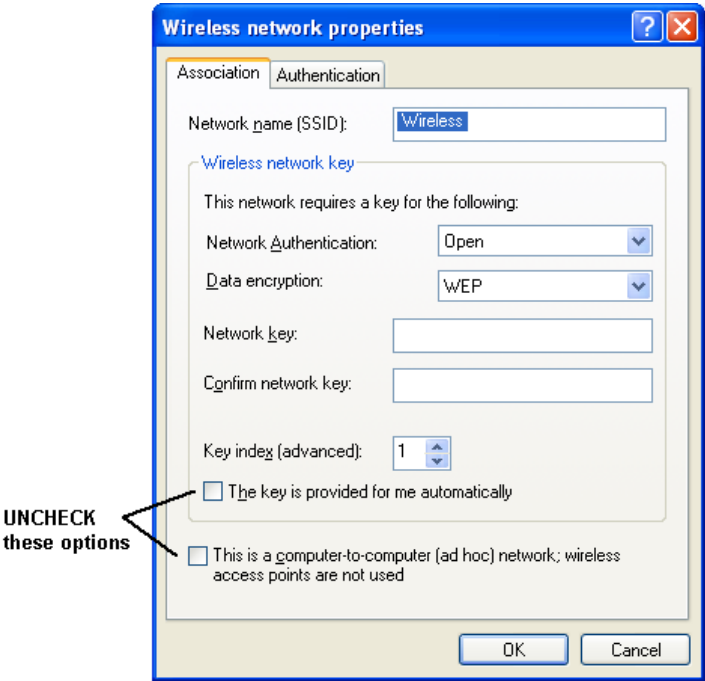 Wireless network properties
Association
Authentication
Network name (SSID):
Wireless
Wireless network key
This network requires a key for the following:
Network Authentication:
Open
Data encryption:
WEP
Network key:
Confirm network key:
Key index (advanced):
1
The key is provided for me automatically
UNCHECK
these options
This is a computer-to-computer (ad hoc) network; wireless
access points are not used
OK
Cancel